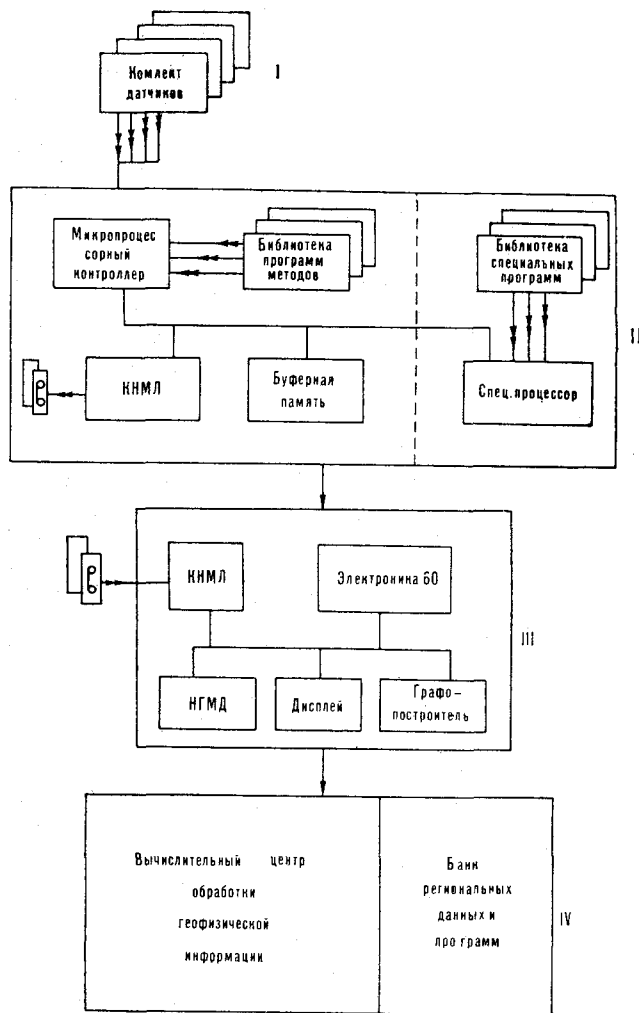 Комлект
датчиков
I
Микропроцес
сорный
контроллер
Библиотека
программ
методов
Библиотека
специальных
программ
II
КНМЛ
Буферная
память
Спец.процессор
КНМЛ
Электроника 60
III
НГМД
Дисплей
Графо-
построитель
Вычислительный центр
обработки
геофизической
информации
Банк
региональных
данных и
программ
IV